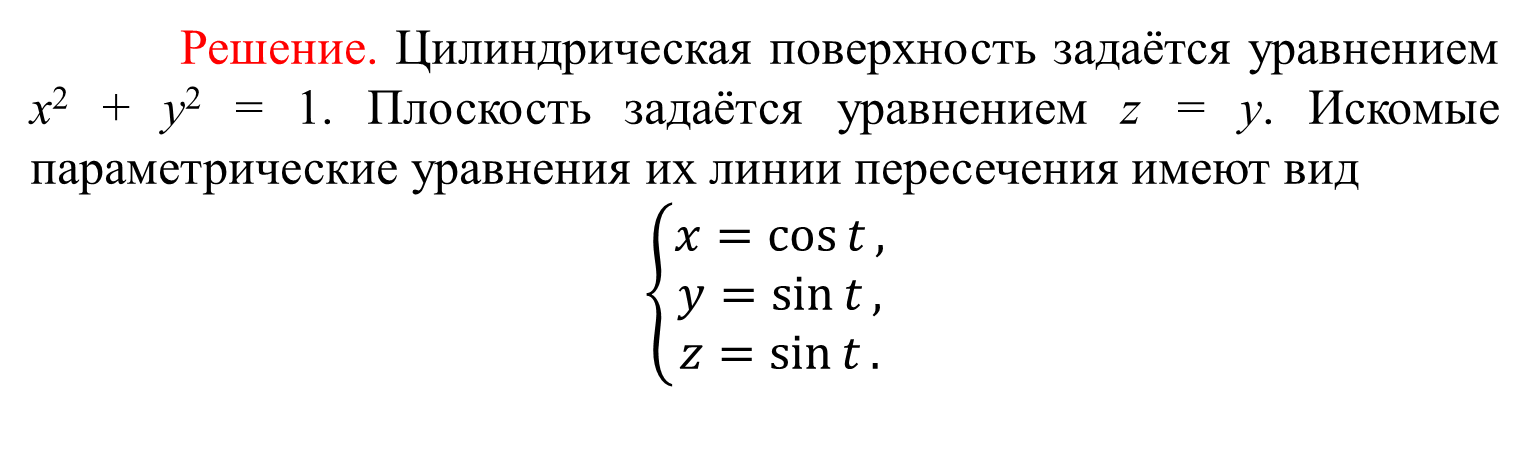 Решение. Цилиндрическая поверхность задаётся уравнением
x² + y² = 1. Плоскость задаётся уравнением z = y. Искомые
параметрические уравнения их линии пересечения имеют вид
{ x = cos t ,
y = sin t ,
z = sin t .